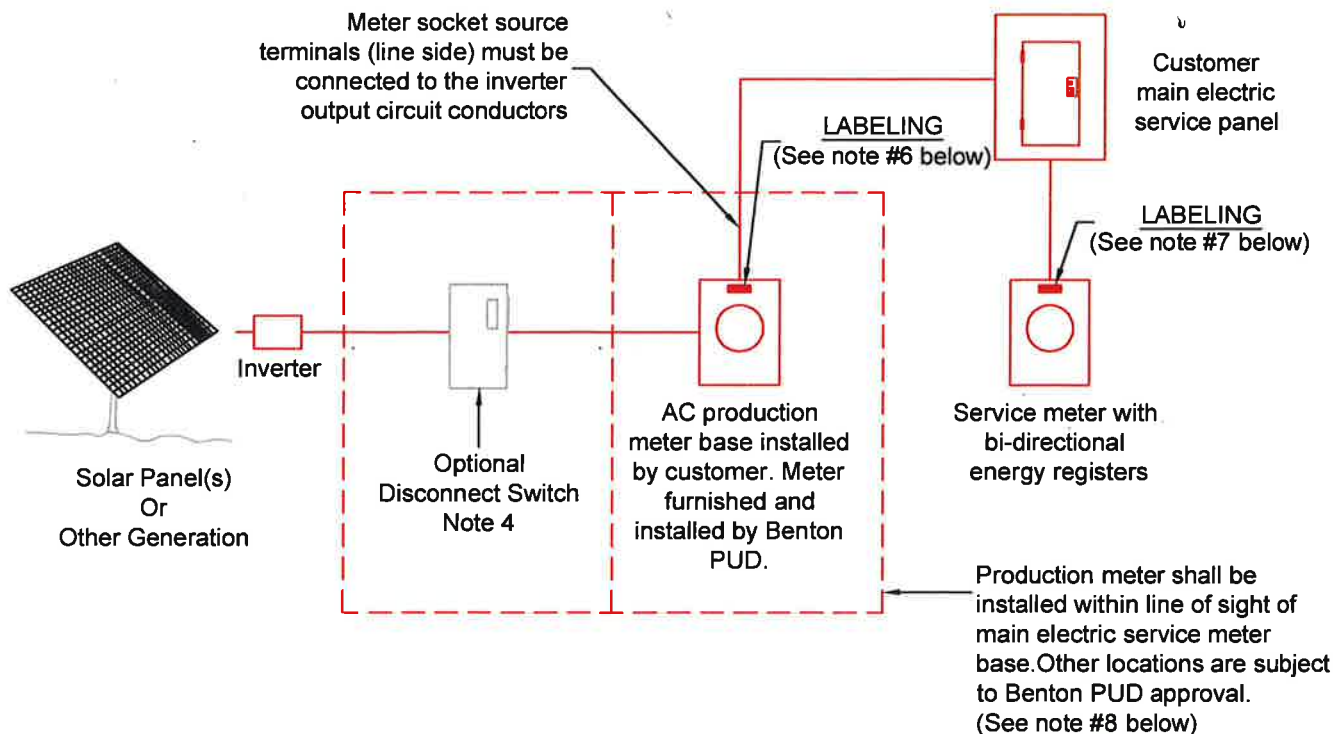 Meter socket source
terminals (line side) must be
connected to the inverter
output circuit conductors
Customer
main electric
service panel
LABELING
(See note #6 below)
LABELING
(See note #7 below)
Inverter
Solar Panel(s)
Or
Other Generation
Optional
Disconnect Switch
Note 4
AC production
meter base installed
by customer. Meter
furnished and
installed by Benton
PUD.
Service meter with
bi-directional
energy registers
Production meter shall be
installed within line of sight of
main electric service meter
base.Other locations are subject
to Benton PUD approval.
(See note #8 below)